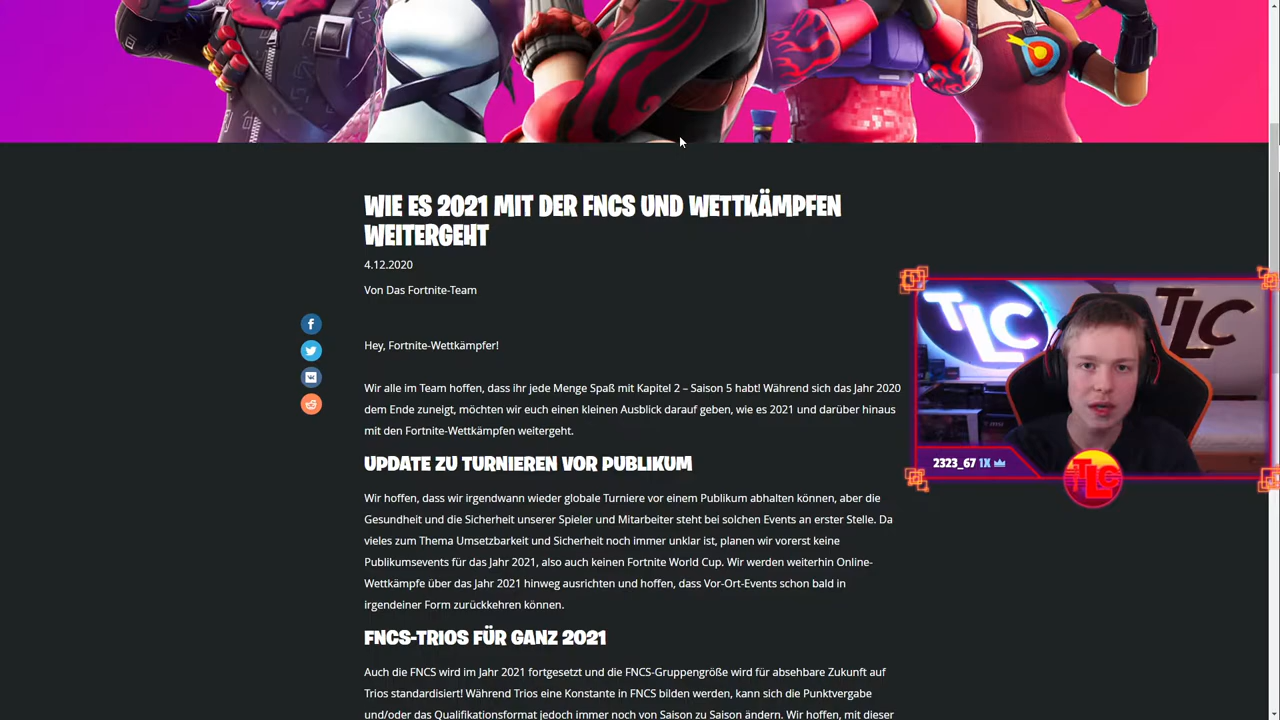 WIE ES 2021 MIT DER FNCS UND WETTKÄMPFEN
WEITERGEHT
4.12.2020
Von Das Fortnite-Team
Hey, Fortnite-Wettkämpfer!
Wir alle im Team hoffen, dass ihr jede Menge Spaß mit Kapitel 2 – Saison 5 habt! Während sich das Jahr 2020
dem Ende zuneigt, möchten wir euch einen kleinen Ausblick darauf geben, wie es 2021 und darüber hinaus
mit den Fortnite-Wettkämpfen weitergeht.
UPDATE ZU TURNIEREN VOR PUBLIKUM
Wir hoffen, dass wir irgendwann wieder globale Turniere vor einem Publikum abhalten können, aber die
Gesundheit und die Sicherheit unserer Spieler und Mitarbeiter steht bei solchen Events an erster Stelle. Da
vieles zum Thema Umsetzbarkeit und Sicherheit noch immer unklar ist, planen wir vorerst keine
Publikumsevents für das Jahr 2021, also auch keinen Fortnite World Cup. Wir werden weiterhin Online-
Wettkämpfe über das Jahr 2021 hinweg ausrichten und hoffen, dass Vor-Ort-Events schon bald in
irgendeiner Form zurückkehren können.
FNCS-TRIOS FÜR GANZ 2021
Auch die FNCS wird im Jahr 2021 fortgesetzt und die FNCS-Gruppengröße wird für absehbare Zukunft auf
Trios standardisiert! Während Trios eine Konstante in FNCS bilden werden, kann sich die Punktvergabe
und/oder das Qualifikationsformat jedoch immer noch von Saison zu Saison ändern. Wir hoffen, mit dieser
TLC
TLC
2323_67 1X
TLC